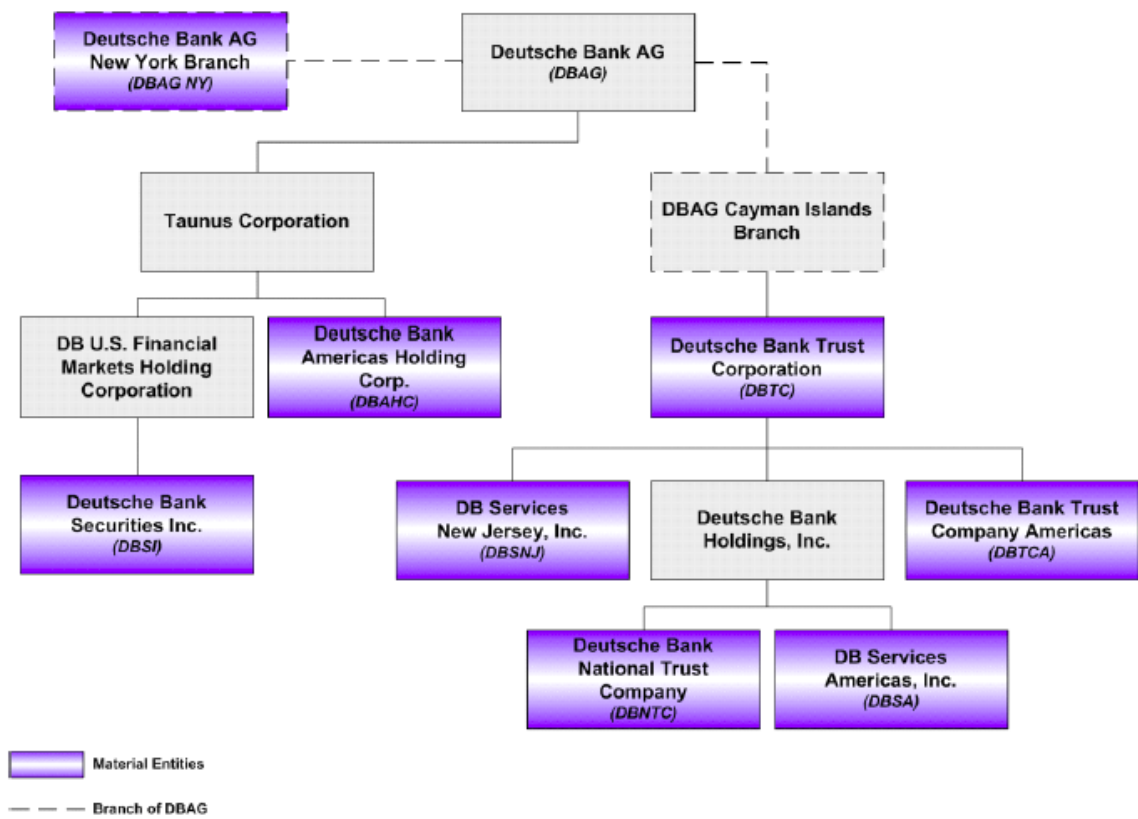 Deutsche Bank AG
New York Branch
(DBAG NY)
Deutsche Bank AG
(DBAG)
Taunus Corporation
DBAG Cayman Islands
Branch
DB U.S. Financial
Markets Holding
Corporation
Deutsche Bank
Americas Holding
Corp.
(DBAHC)
Deutsche Bank Trust
Corporation
(DBTC)
Deutsche Bank
Securities Inc.
(DBSI)
DB Services
New Jersey, Inc.
(DBSNJ)
Deutsche Bank
Holdings, Inc.
Deutsche Bank Trust
Company Americas
(DBTCA)
Deutsche Bank
National Trust
Company
(DBNTC)
DB Services
Americas, Inc.
(DBSA)
Material Entities
Branch of DBAG